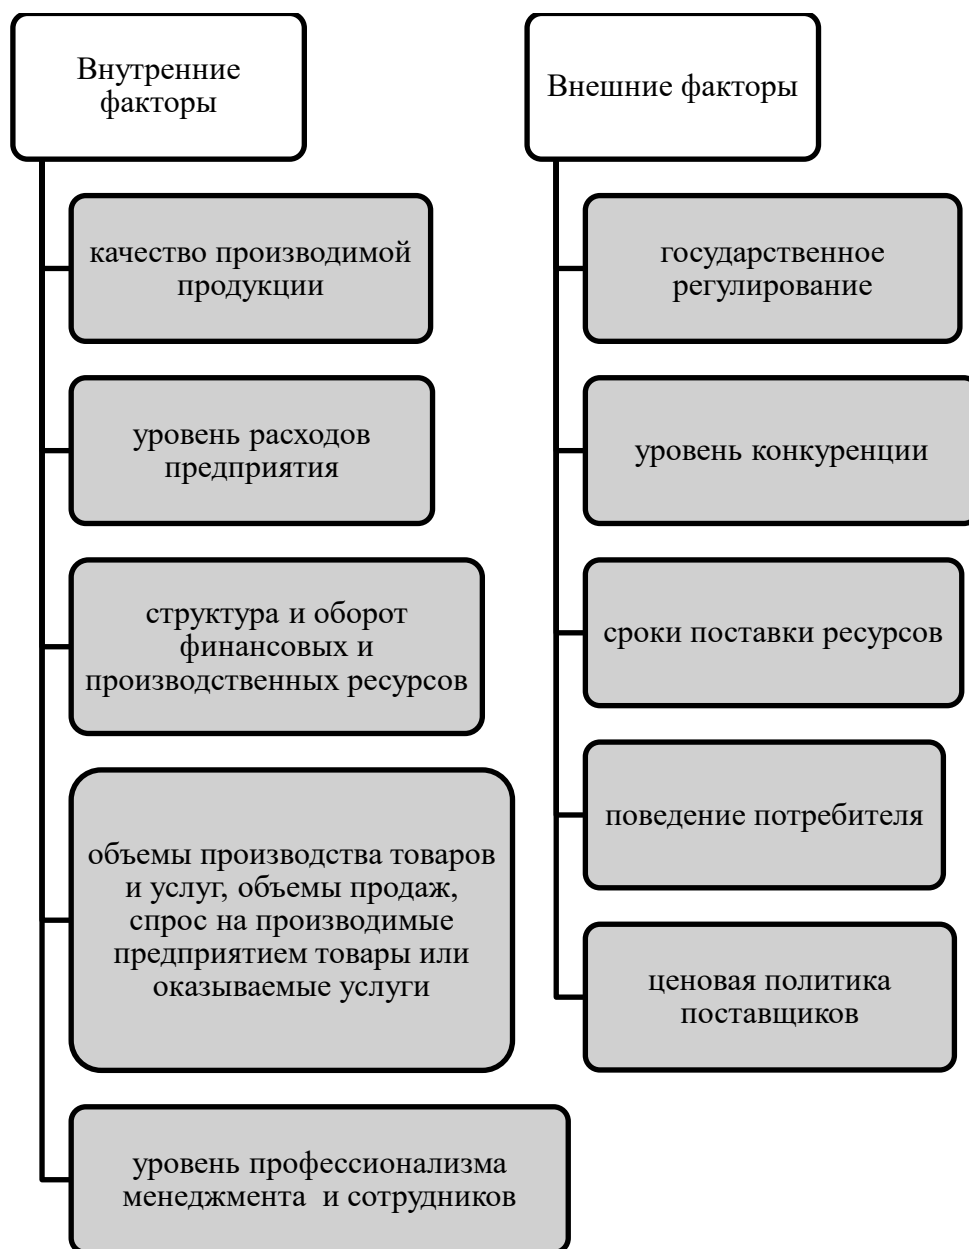 Внутренние
факторы
качество производимой
продукции
уровень расходов
предприятия
структура и оборот
финансовых и
производственных ресурсов
объемы производства товаров
и услуг, объемы продаж,
спрос на производимые
предприятием товары или
оказываемые услуги
уровень профессионализма
менеджмента  и сотрудников
Внешние факторы
государственное
регулирование
уровень конкуренции
сроки поставки ресурсов
поведение потребителя
ценовая политика
поставщиков